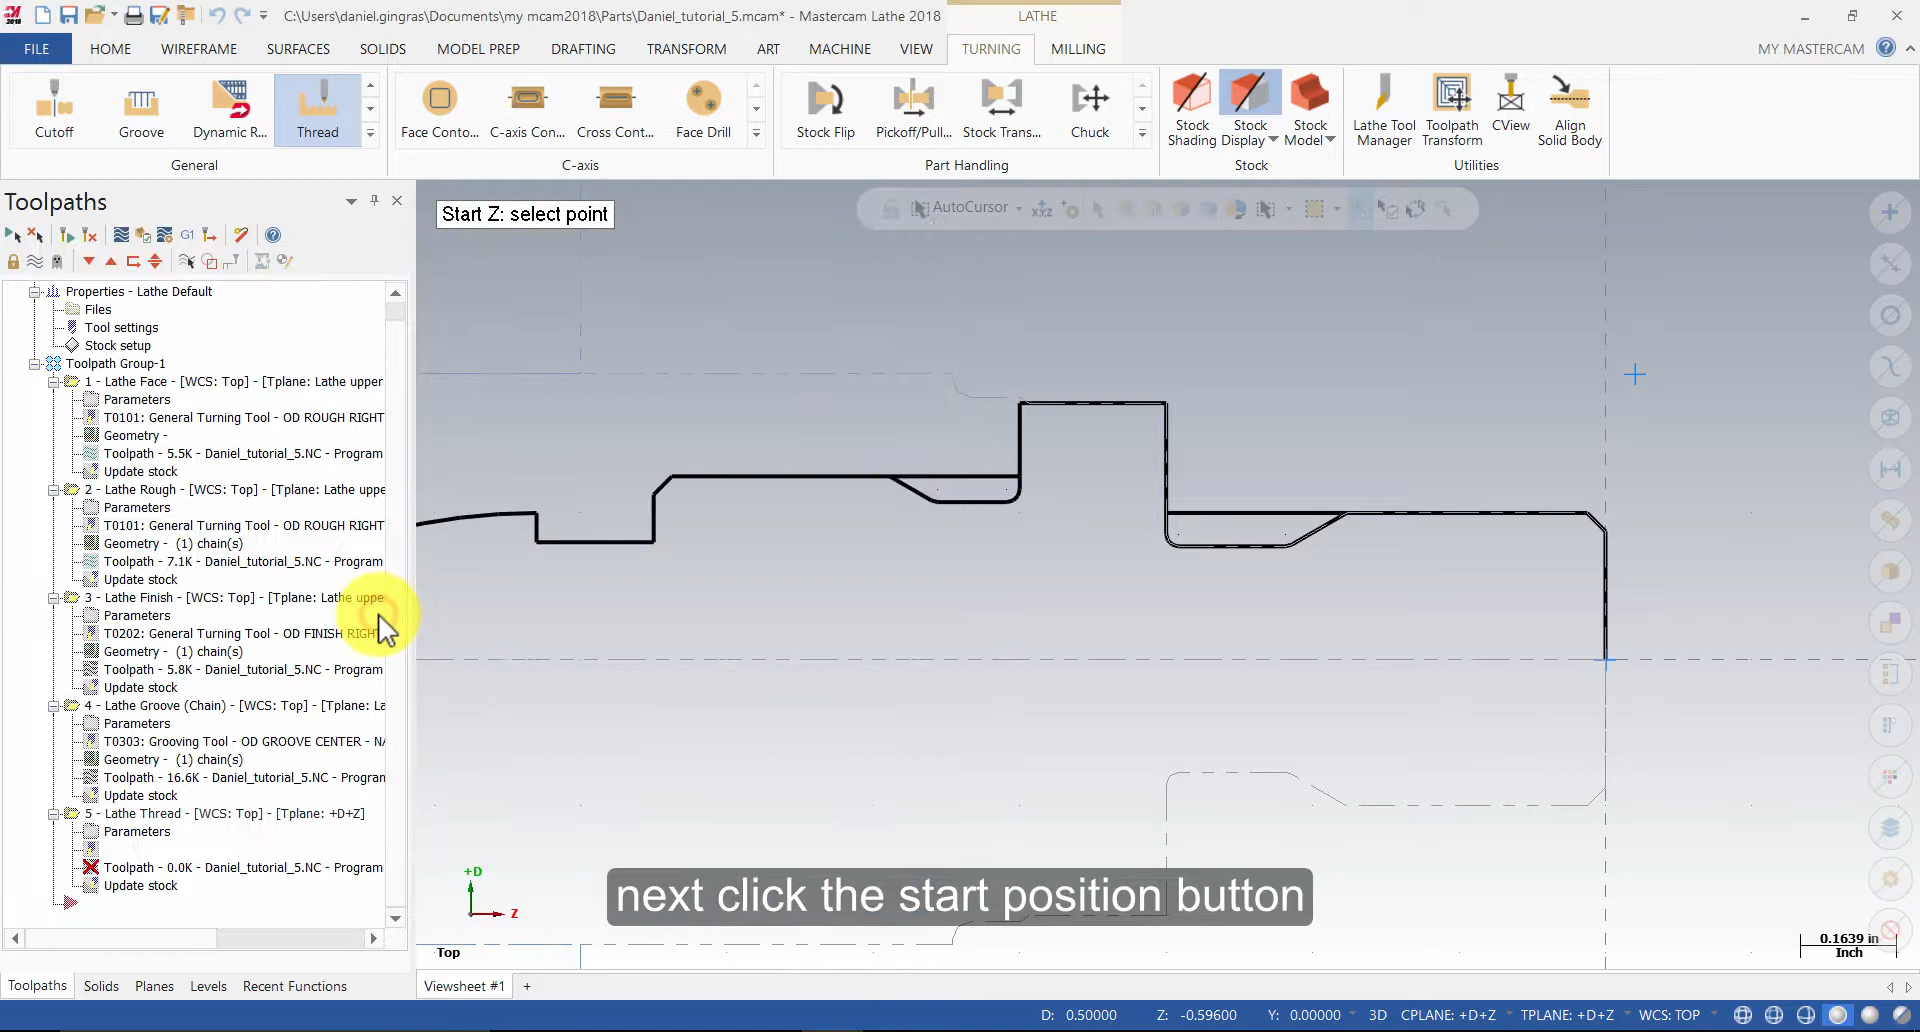 C:\Users\daniel.gingras\Documents\my mcam2018\Parts\Daniel_tutorial_5.mcam* - Mastercam Lathe 2018
LATHE
FILE HOME WIREFRAME SURFACES SOLIDS MODEL PREP DRAFTING TRANSFORM ART MACHINE VIEW TURNING MILLING MY MASTERCAM
Cutoff Groove Dynamic R... Thread Face Conto... C-axis Con... Cross Cont... Face Drill Stock Flip Pickoff/Pull... Stock Trans... Chuck
Stock Shading Stock Display Stock Model Lathe Tool Manager Toolpath Transform CView Align Solid Body
General C-axis Part Handling Stock Utilities
Toolpaths
Start Z: select point
AutoCursor
G1
Properties - Lathe Default
Files
Tool settings
Stock setup
Toolpath Group-1
1 - Lathe Face - [WCS: Top] - [Tplane: Lathe upper
Parameters
T0101: General Turning Tool - OD ROUGH RIGHT
Geometry -
Toolpath - 5.5K - Daniel_tutorial_5.NC - Program
Update stock
2 - Lathe Rough - [WCS: Top] - [Tplane: Lathe uppe
Parameters
T0101: General Turning Tool - OD ROUGH RIGHT
Geometry - (1) chain(s)
Toolpath - 7.1K - Daniel_tutorial_5.NC - Program
Update stock
3 - Lathe Finish - [WCS: Top] - [Tplane: Lathe uppe
Parameters
T0202: General Turning Tool - OD FINISH RIGHT
Geometry - (1) chain(s)
Toolpath - 5.8K - Daniel_tutorial_5.NC - Program
Update stock
4 - Lathe Groove (Chain) - [WCS: Top] - [Tplane: La
Parameters
T0303: Grooving Tool - OD GROOVE CENTER - NA
Geometry - (1) chain(s)
Toolpath - 16.6K - Daniel_tutorial_5.NC - Progran
Update stock
5 - Lathe Thread - [WCS: Top] - [Tplane: +D+Z]
Parameters
Toolpath - 0.0K - Daniel_tutorial_5.NC - Program
Update stock
+D
Z
next click the start position button
Top
0.1639 in
Inch
Toolpaths Solids Planes Levels Recent Functions
Viewsheet #1 +
D: 0.50000 Z: -0.59600 Y: 0.00000 3D CPLANE: +D+Z TPLANE: +D+Z WCS: TOP